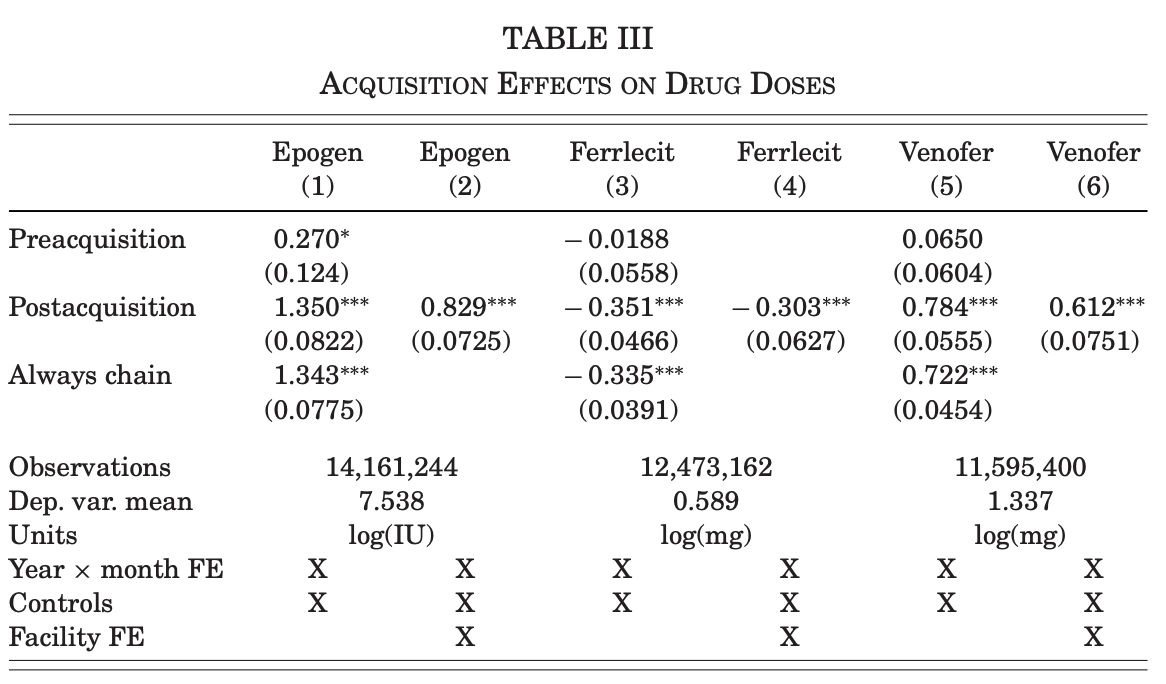 TABLE III
ACQUISITION EFFECTS ON DRUG DOSES
Epogen Epogen Ferrlecit Ferrlecit Venofer Venofer
(1) (2) (3) (4) (5) (6)
Preacquisition 0.270* −0.0188 0.0650
(0.124) (0.0558) (0.0604)
Postacquisition 1.350*** 0.829*** −0.351*** −0.303*** 0.784*** 0.612***
(0.0822) (0.0725) (0.0466) (0.0627) (0.0555) (0.0751)
Always chain 1.343*** −0.335*** 0.722***
(0.0775) (0.0391) (0.0454)
Observations 14,161,244 12,473,162 11,595,400
Dep. var. mean 7.538 0.589 1.337
Units log(IU) log(mg) log(mg)
Year × month FE X X X X X X
Controls X X X X X X
Facility FE X X X